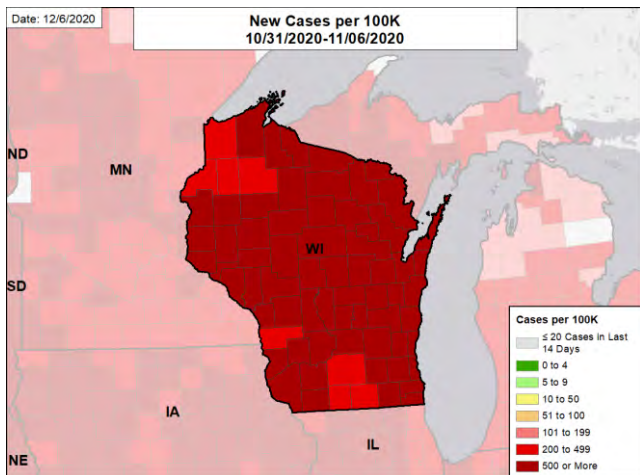 Date: 12/6/2020
New Cases per 100K
10/31/2020-11/06/2020
ND
MN
WI
SD
IA
NE
IL
Cases per 100K
≤ 20 Cases in Last
14 Days
0 to 4
5 to 9
10 to 50
51 to 100
101 to 199
200 to 499
500 or More